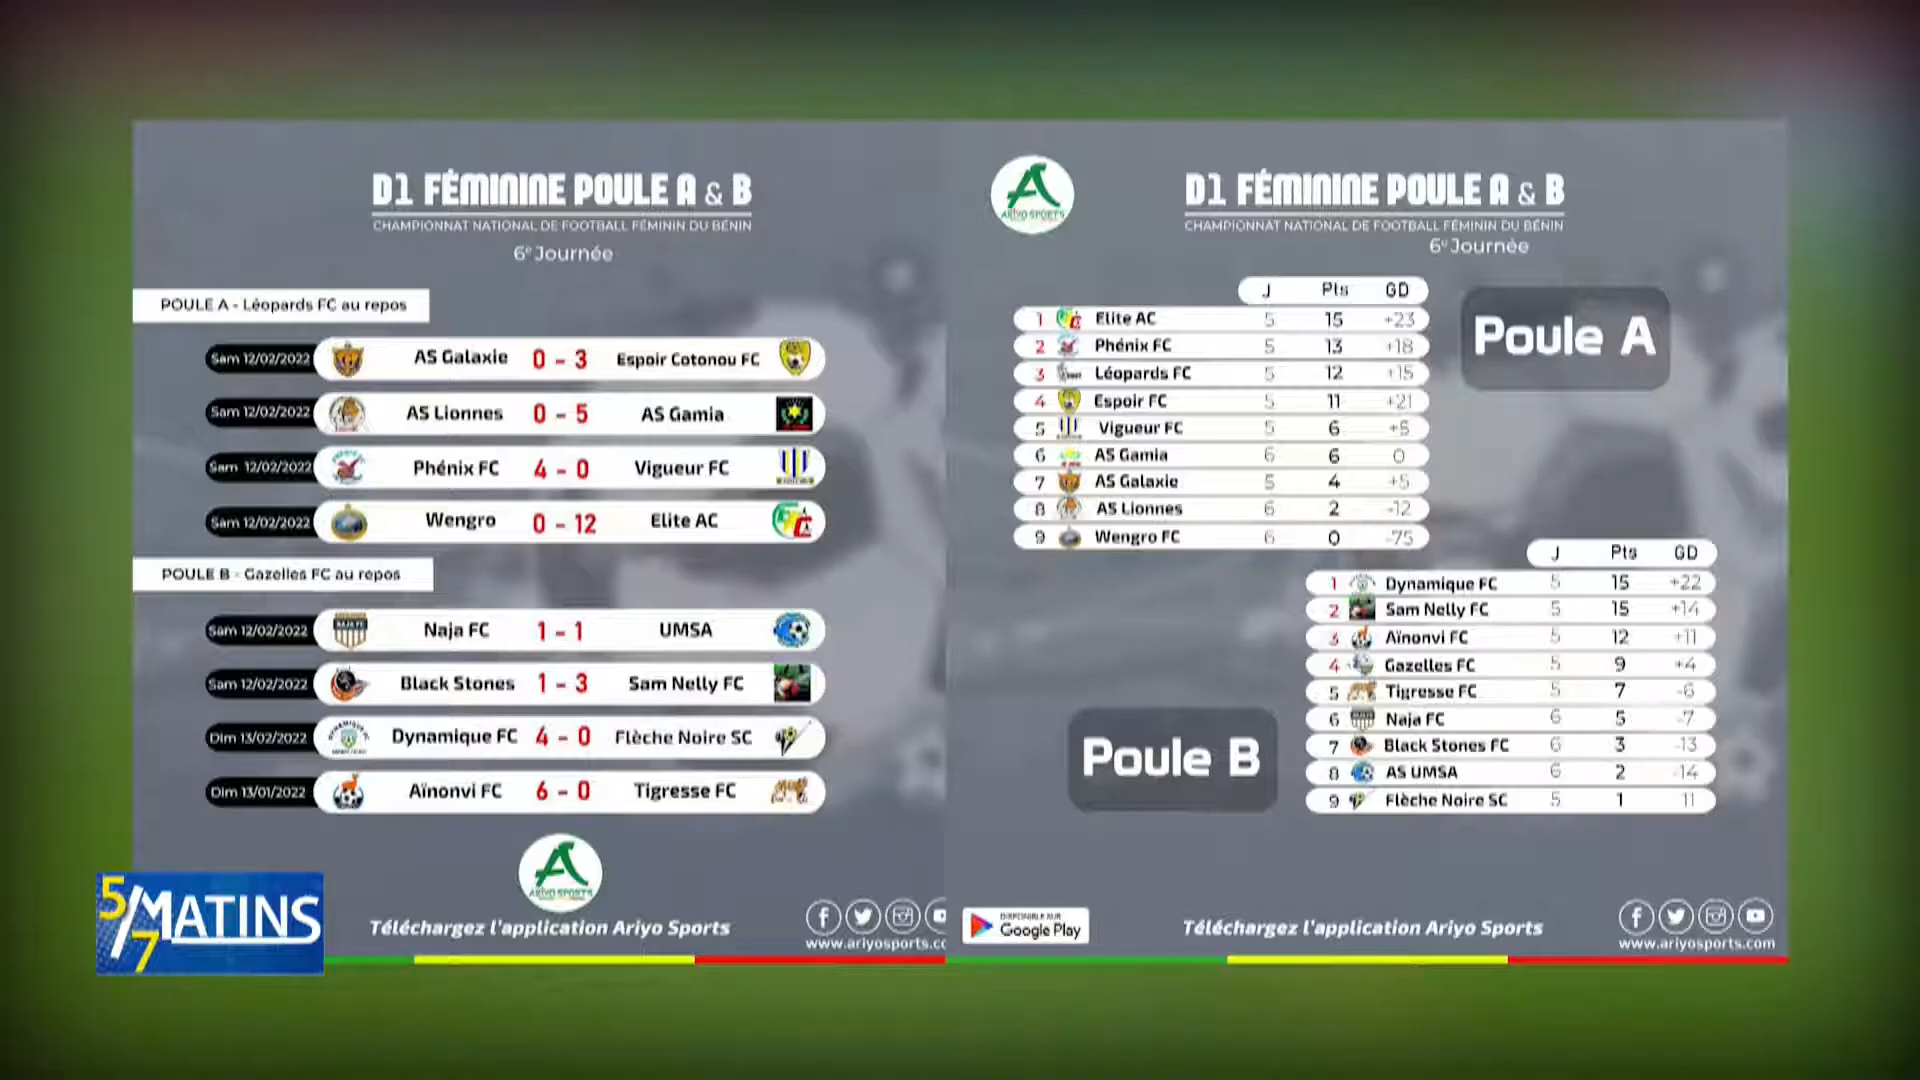 D1 FÉMININE POULE A & B
CHAMPIONNAT NATIONAL DE FOOTBALL FÉMININ DU BÉNIN
6e Journée
POULE A - Léopards FC au repos
Sam 12/02/2022 AS Galaxie 0 - 3 Espoir Cotonou FC
Sam 12/02/2022 AS Lionnes 0 - 5 AS Gamia
Sam 12/02/2022 Phénix FC 4 - 0 Vigueur FC
Sam 12/02/2022 Wengro 0 - 12 Elite AC
POULE B - Gazelles FC au repos
Sam 12/02/2022 Naja FC 1 - 1 UMSA
Sam 12/02/2022 Black Stones 1 - 3 Sam Nelly FC
Dim 13/02/2022 Dynamique FC 4 - 0 Flèche Noire SC
Dim 13/01/2022 Aïnonvi FC 6 - 0 Tigresse FC
ARIYO SPORTS
Téléchargez l'application Ariyo Sports
www.ariyosports.cc
5/7 MATINS
ARIYO SPORTS
D1 FÉMININE POULE A & B
CHAMPIONNAT NATIONAL DE FOOTBALL FÉMININ DU BÉNIN
6e Journée
J Pts GD
1 Elite AC 5 15 +23
2 Phénix FC 5 13 +18
3 Léopards FC 5 12 +15
4 Espoir FC 5 11 +21
5 Vigueur FC 5 6 +5
6 AS Gamia 6 6 0
7 AS Galaxie 5 4 +5
8 AS Lionnes 6 2 -12
9 Wengro FC 6 0 -75
Poule A
J Pts GD
1 Dynamique FC 5 15 +22
2 Sam Nelly FC 5 15 +14
3 Aïnonvi FC 5 12 +11
4 Gazelles FC 5 9 +4
5 Tigresse FC 5 7 -6
6 Naja FC 6 5 -7
7 Black Stones FC 6 3 -13
8 AS UMSA 6 2 -14
9 Flèche Noire SC 5 1 11
Poule B
DISPONIBLE SUR
Google Play
Téléchargez l'application Ariyo Sports
www.ariyosports.com